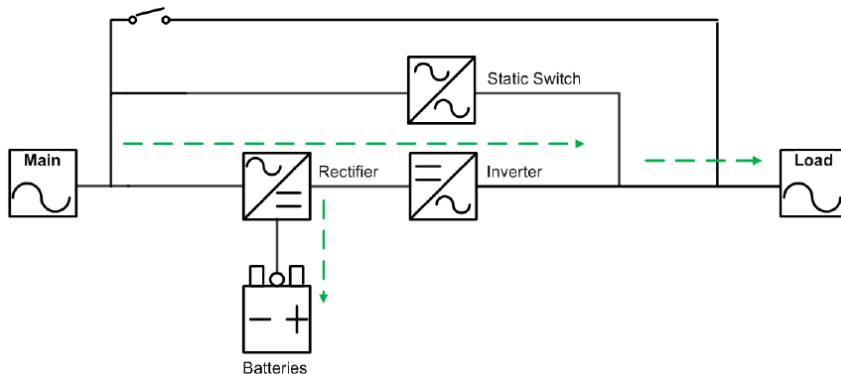 Static Switch
Main
Rectifier
Inverter
Load
Batteries